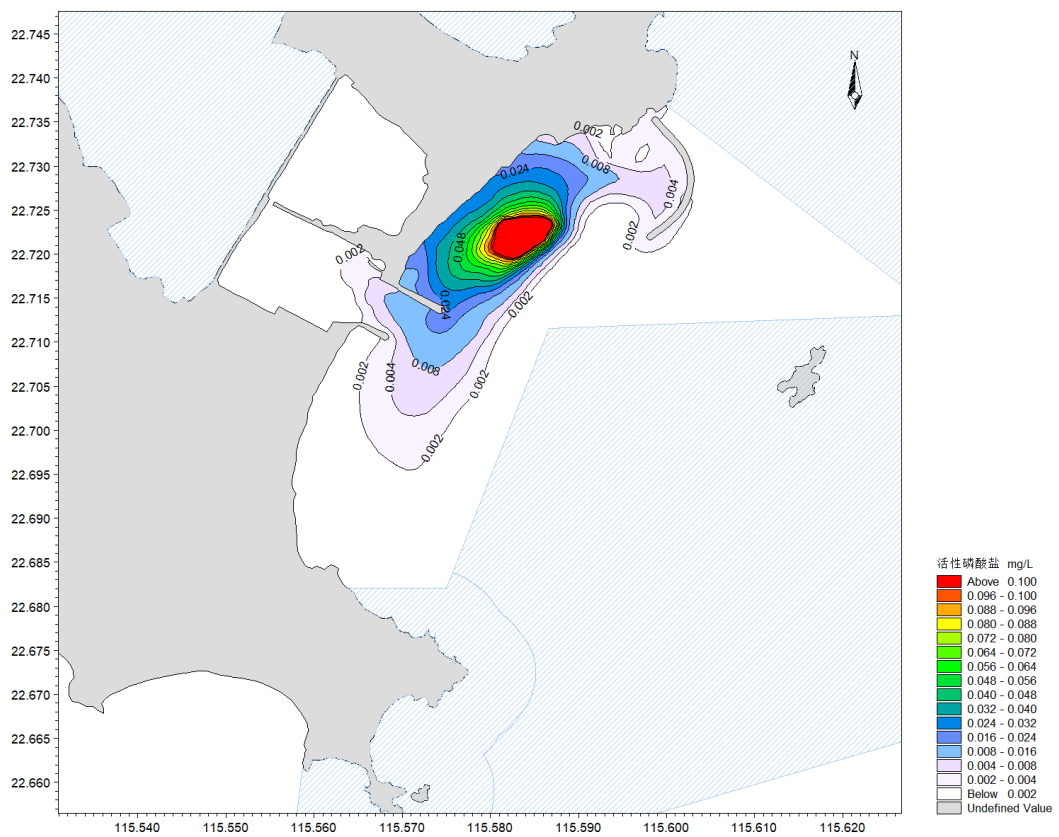 N
22.745
22.740
22.735
22.730
22.725
22.720
22.715
22.710
22.705
22.700
22.695
22.690
22.685
22.680
22.675
22.670
22.665
22.660
0.002
0.008
0.024
0.004
0.002
0.048
0.002
0.024
0.002
0.008
0.002
0.004
0.002
0.002
115.540
115.550
115.560
115.570
115.580
115.590
115.600
115.610
115.620
活性磷酸盐 mg/L
Above 0.100
0.096 - 0.100
0.088 - 0.096
0.080 - 0.088
0.072 - 0.080
0.064 - 0.072
0.056 - 0.064
0.048 - 0.056
0.040 - 0.048
0.032 - 0.040
0.024 - 0.032
0.016 - 0.024
0.008 - 0.016
0.004 - 0.008
0.002 - 0.004
Below 0.002
Undefined Value